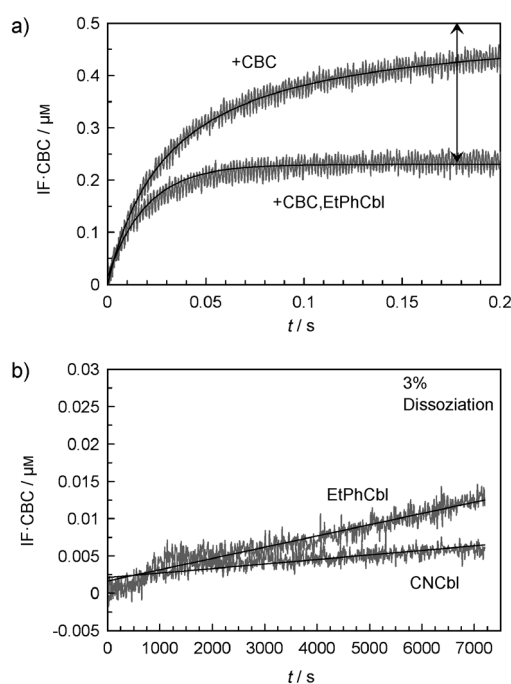 a)
0.5
0.4
0.3
0.2
0.1
0
IF·CBC / µM
+CBC
+CBC,EtPhCbl
0 0.05 0.1 0.15 0.2
t / s
b)
0.03
0.025
0.02
0.015
0.01
0.005
0
-0.005
IF·CBC / µM
3%
Dissoziation
EtPhCbl
CNCbl
0 1000 2000 3000 4000 5000 6000 7000
t / s